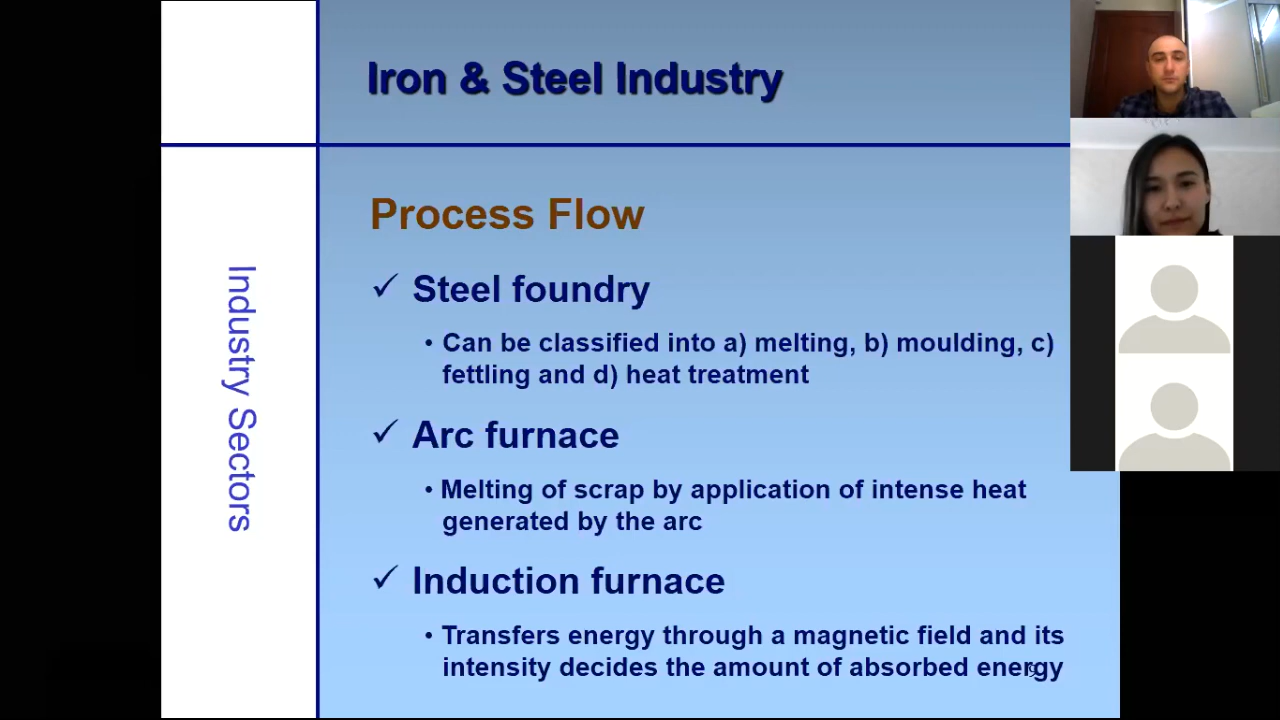 Iron & Steel Industry
Industry Sectors
Process Flow
✓ Steel foundry
• Can be classified into a) melting, b) moulding, c)
fettling and d) heat treatment
✓ Arc furnace
• Melting of scrap by application of intense heat
generated by the arc
✓ Induction furnace
• Transfers energy through a magnetic field and its
intensity decides the amount of absorbed energy
9